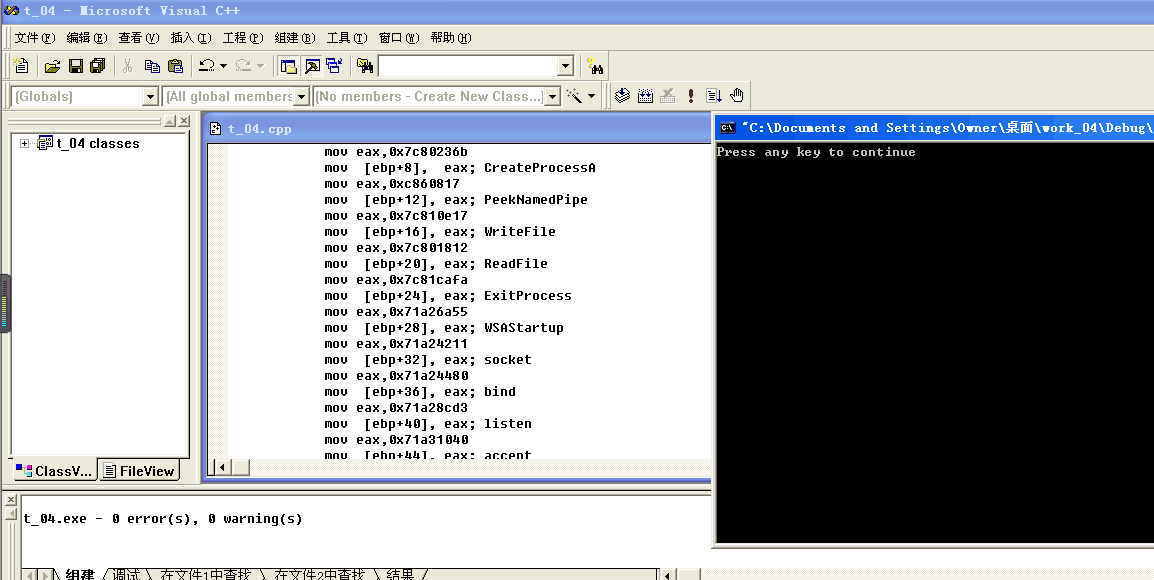 t_04 - Microsoft Visual C++
文件(F) 编辑(E) 查看(V) 插入(I) 工程(P) 组建(B) 工具(T) 窗口(W) 帮助(H)
(Globals) (All global members (No members - Create New Class...)
t_04 classes
ClassV... FileView
t_04.cpp
mov eax,0x7c80236b
mov [ebp+8], eax; CreateProcessA
mov eax,0xc860817
mov [ebp+12], eax; PeekNamedPipe
mov eax,0x7c810e17
mov [ebp+16], eax; WriteFile
mov eax,0x7c801812
mov [ebp+20], eax; ReadFile
mov eax,0x7c81cafa
mov [ebp+24], eax; ExitProcess
mov eax,0x71a26a55
mov [ebp+28], eax; WSAStartup
mov eax,0x71a24211
mov [ebp+32], eax; socket
mov eax,0x71a24480
mov [ebp+36], eax; bind
mov eax,0x71a28cd3
mov [ebp+40], eax; listen
mov eax,0x71a31040
mov [ebp+44], eax; accept
"C:\Documents and Settings\Owner\桌面\work_04\Debug\
Press any key to continue
t_04.exe - 0 error(s), 0 warning(s)
组建 调试 在文件1中查找 在文件2中查找 结果